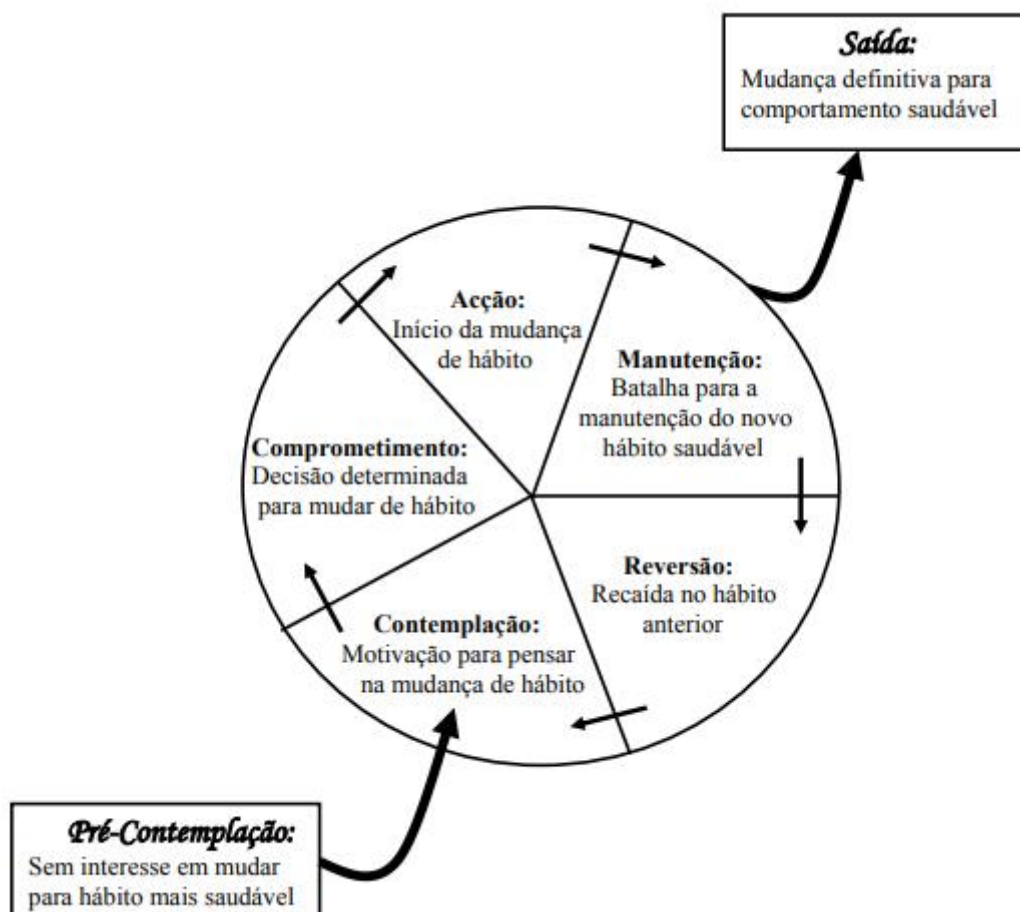 Saída:
Mudança definitiva para
comportamento saudável
Acção:
Início da mudança
de hábito
Manutenção:
Batalha para a
manutenção do novo
hábito saudável
Comprometimento:
Decisão determinada
para mudar de hábito
Reversão:
Recaída no hábito
anterior
Contemplação:
Motivação para pensar
na mudança de hábito
Pré-Contemplação:
Sem interesse em mudar
para hábito mais saudável